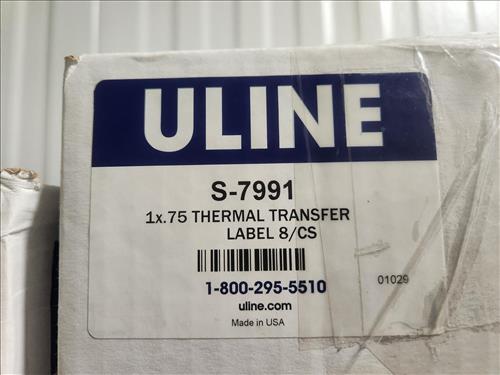 ULINE
S-7991
1x.75 THERMAL TRANSFER
LABEL 8/CS
1-800-295-5510
01029
uline.com
Made in USA